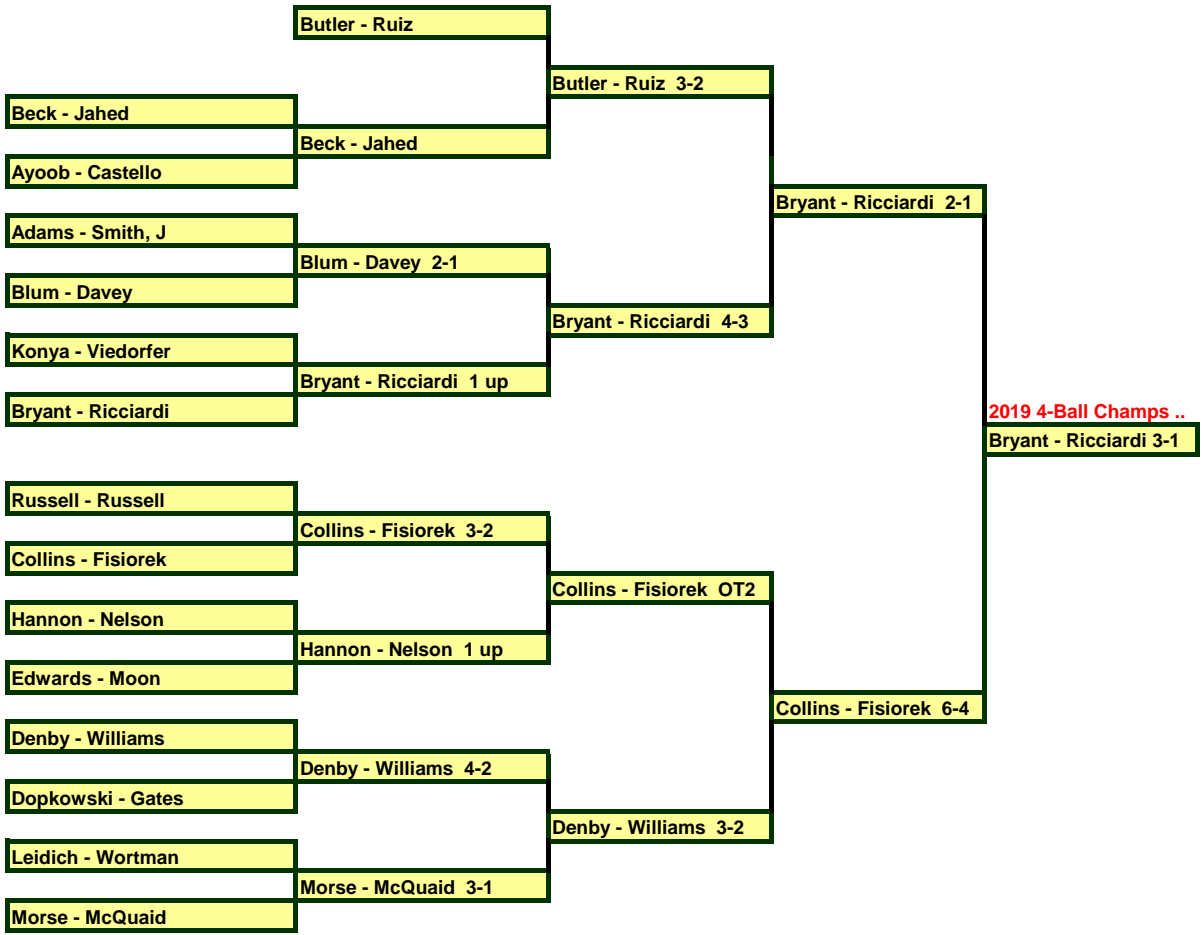 Butler - Ruiz
Butler - Ruiz 3-2
Beck - Jahed
Beck - Jahed
Ayoob - Castello
Bryant - Ricciardi 2-1
Adams - Smith, J
Blum - Davey 2-1
Blum - Davey
Bryant - Ricciardi 4-3
Konya - Viedorfer
Bryant - Ricciardi 1 up
Bryant - Ricciardi
2019 4-Ball Champs ..
Bryant - Ricciardi 3-1
Russell - Russell
Collins - Fisiorek 3-2
Collins - Fisiorek
Collins - Fisiorek OT2
Hannon - Nelson
Hannon - Nelson 1 up
Edwards - Moon
Collins - Fisiorek 6-4
Denby - Williams
Denby - Williams 4-2
Dopkowski - Gates
Denby - Williams 3-2
Leidich - Wortman
Morse - McQuaid 3-1
Morse - McQuaid